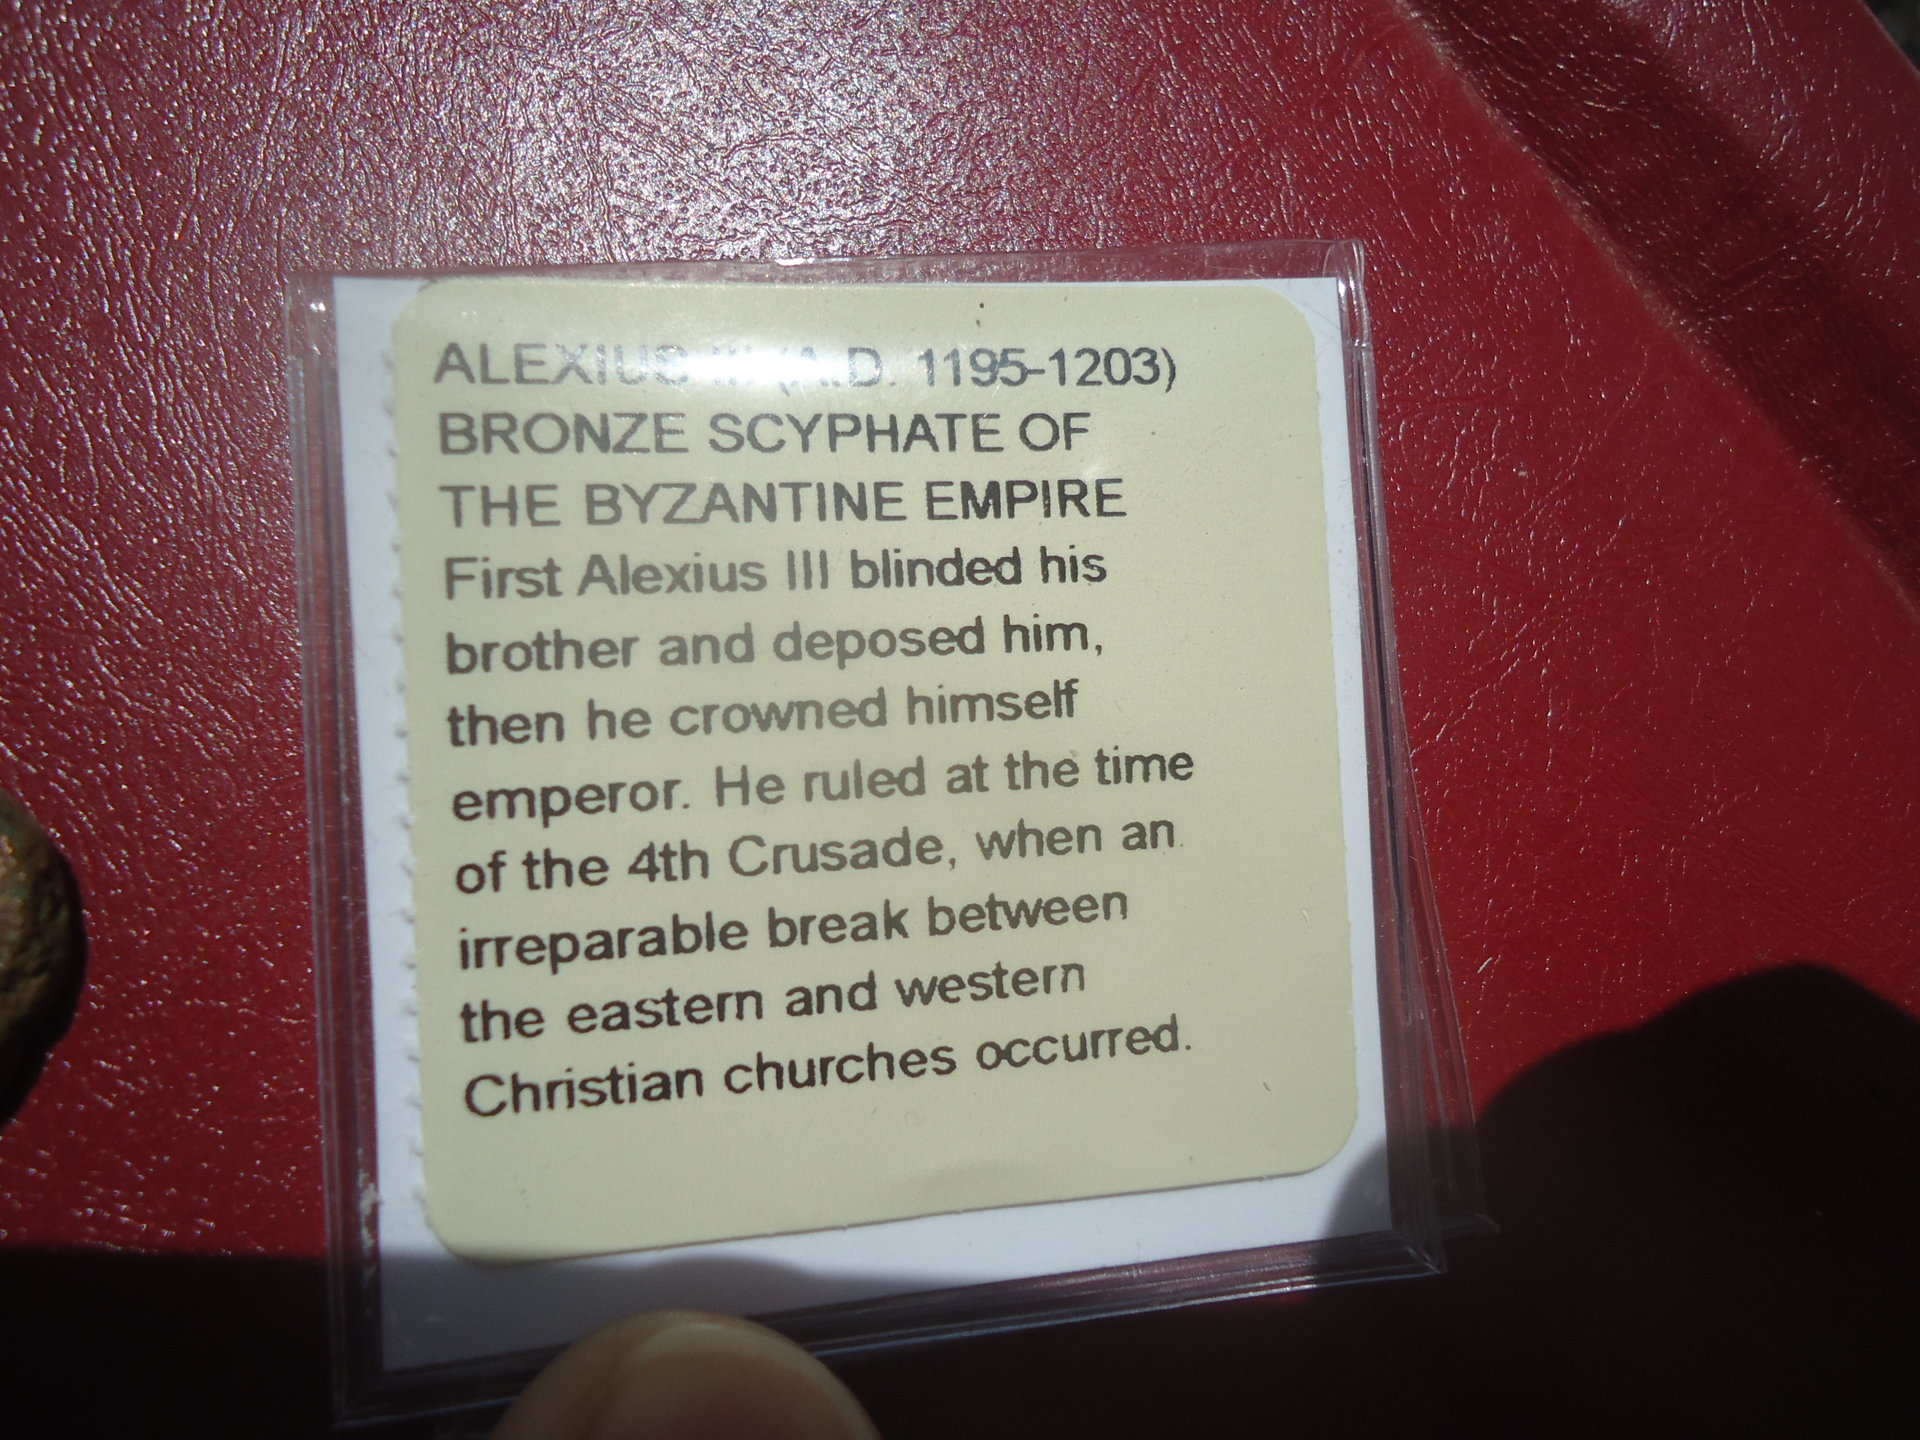 ALEXIUS III (A.D. 1195-1203)
BRONZE SCYPHATE OF
THE BYZANTINE EMPIRE
First Alexius III blinded his
brother and deposed him,
then he crowned himself
emperor. He ruled at the time
of the 4th Crusade, when an
irreparable break between
the eastern and western
Christian churches occurred.